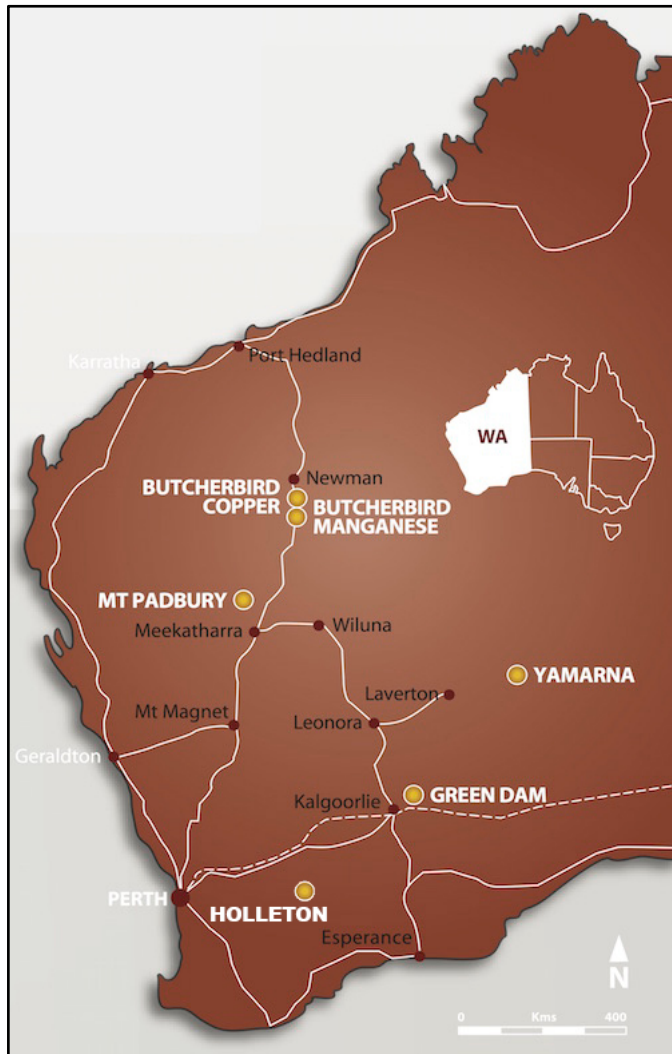 Karratha
Port Hedland
WA
Newman
BUTCHERBIRD
COPPER
BUTCHERBIRD
MANGANESE
MT PADBURY
Meekatharra
Wiluna
YAMARNA
Laverton
Mt Magnet
Leonora
Geraldton
GREEN DAM
Kalgoorlie
PERTH
HOLLETON
Esperance
N
0 Kms 400